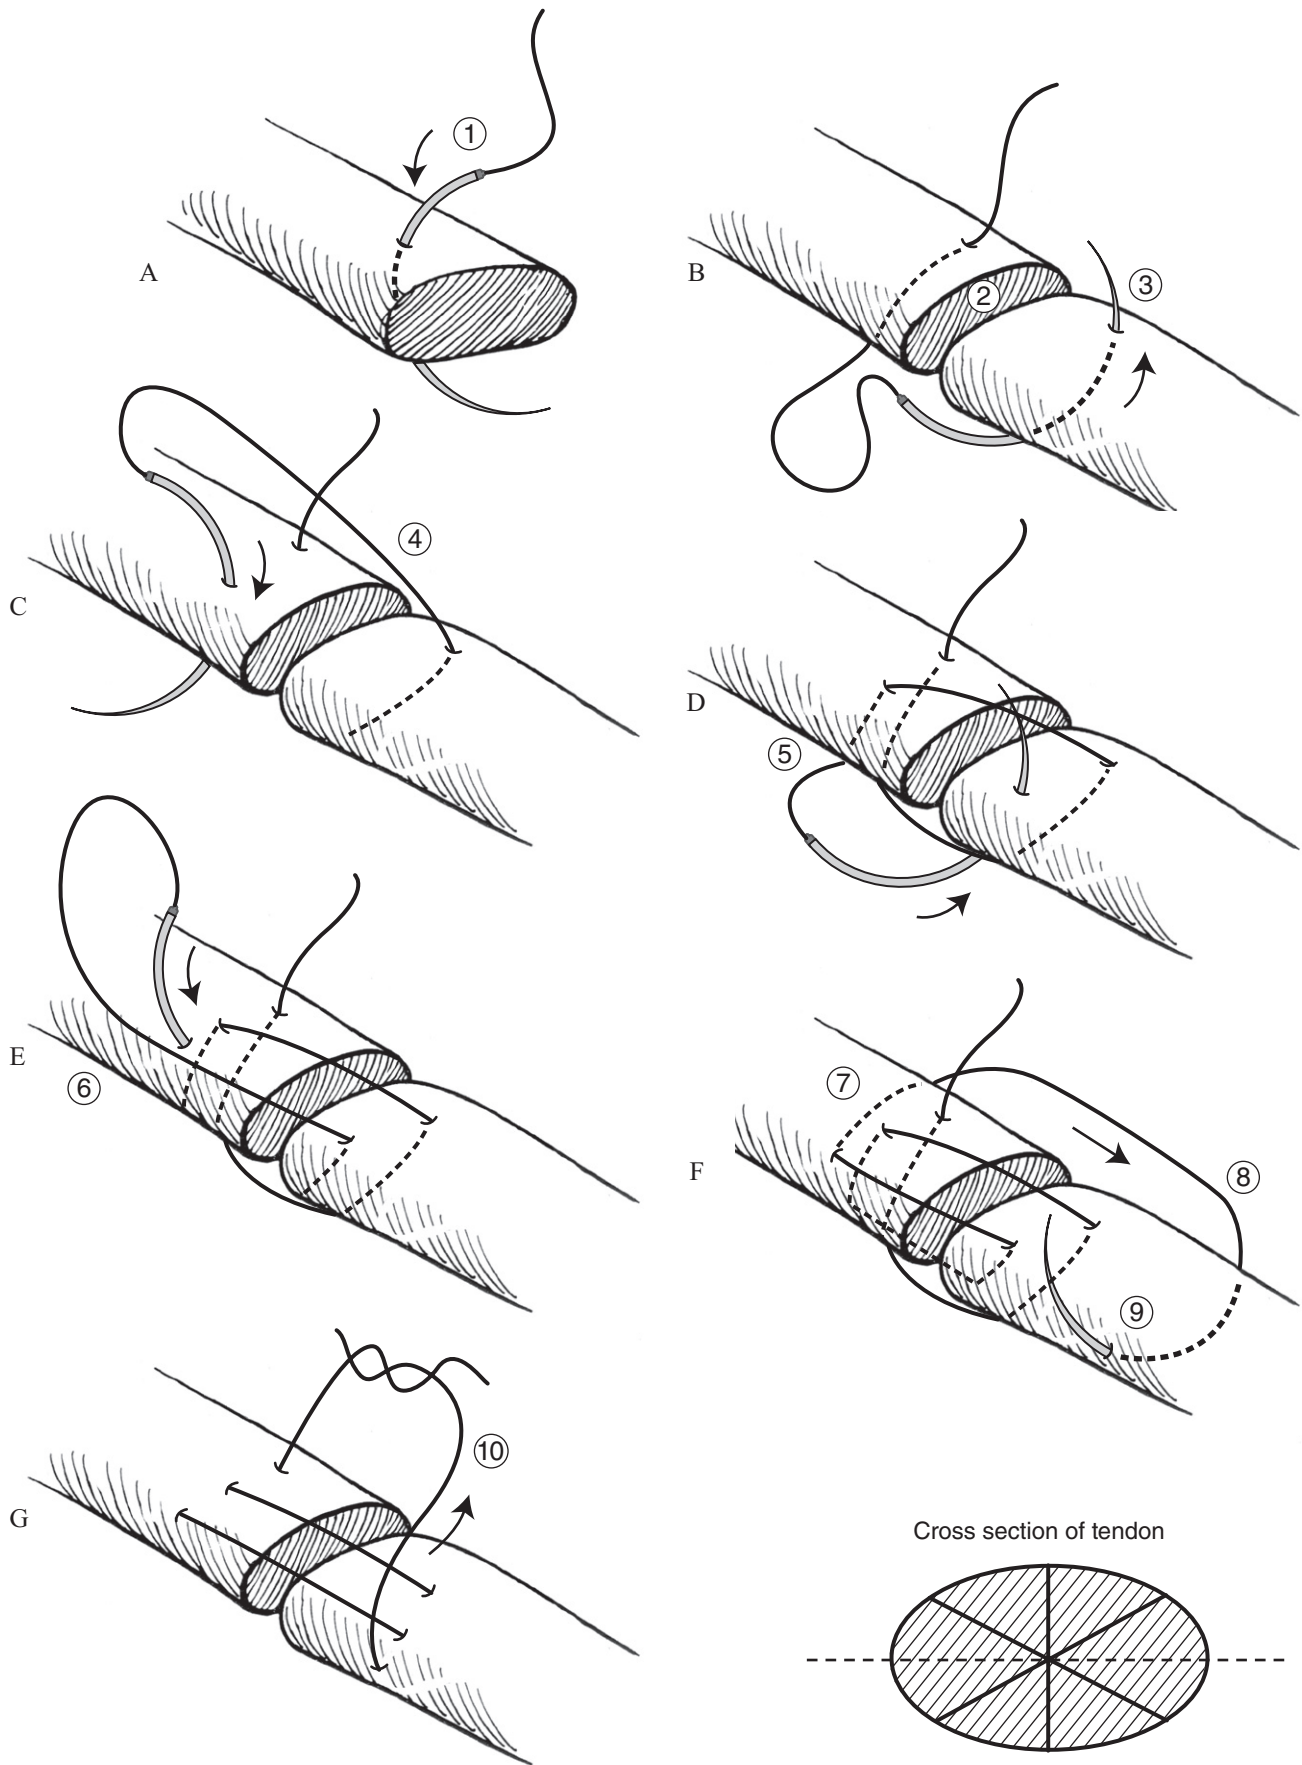 ①
A
B
②
③
④
C
D
⑤
E
⑥
⑦
F
⑧
⑨
⑩
G
Cross section of tendon